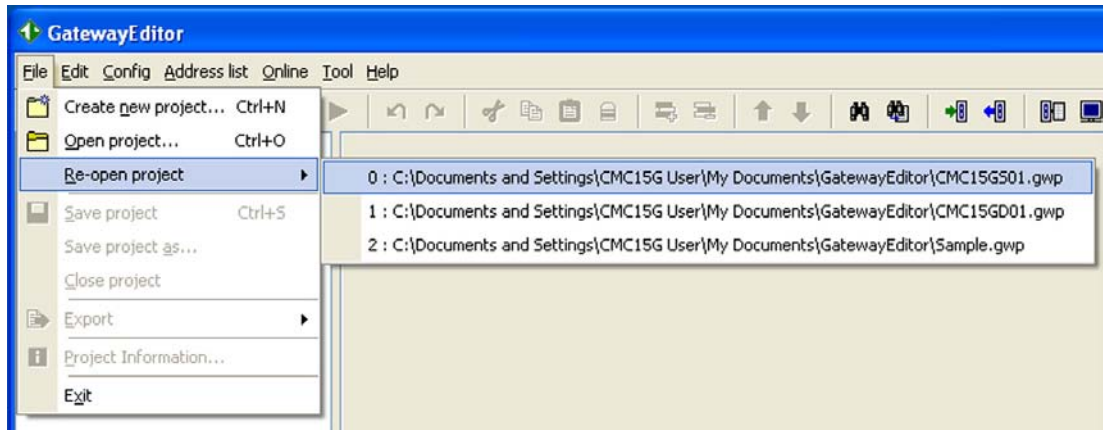 GatewayEditor
File Edit Config Address list Online Tool Help
Create new project... Ctrl+N
Open project... Ctrl+O
Re-open project
0 : C:\Documents and Settings\CMC15G User\My Documents\GatewayEditor\CMC15GS01.gwp
1 : C:\Documents and Settings\CMC15G User\My Documents\GatewayEditor\CMC15GD01.gwp
2 : C:\Documents and Settings\CMC15G User\My Documents\GatewayEditor\Sample.gwp
Save project Ctrl+S
Save project as...
Close project
Export
Project Information...
Exit